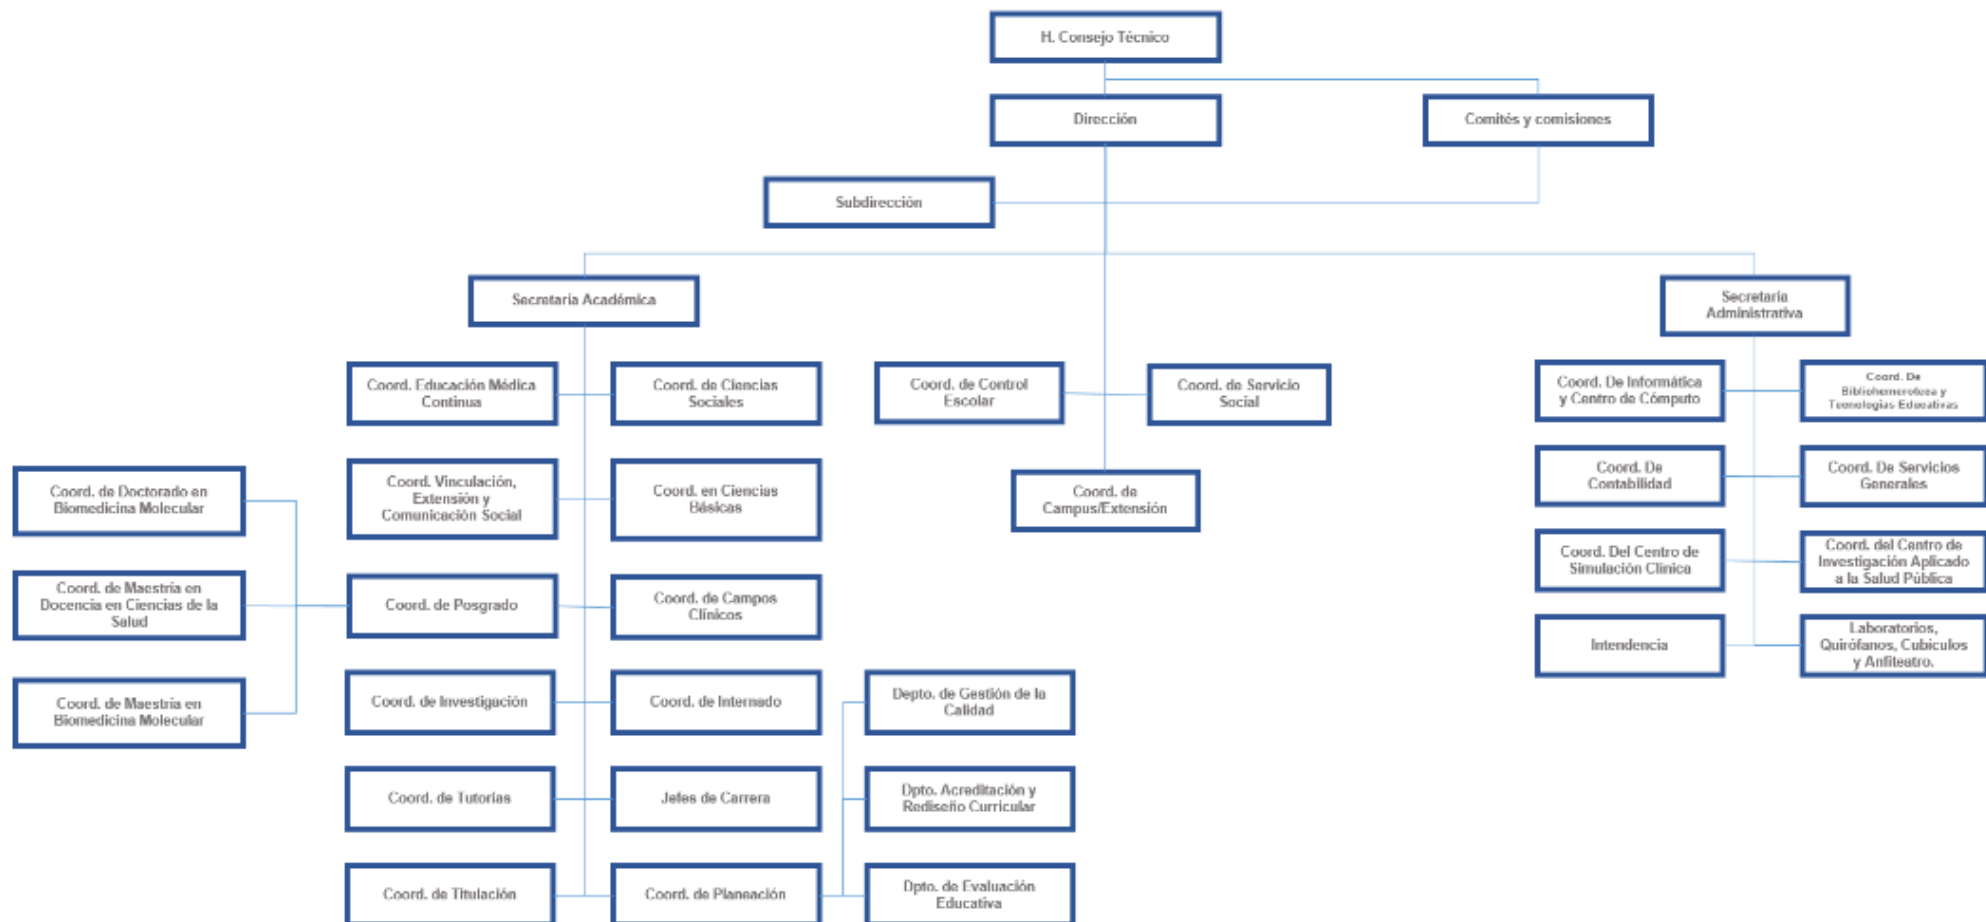 H. Consejo Técnico
Dirección
Comités y comisiones
Subdirección
Secretaría Académica
Secretaría
Administrativa
Coord. Educación Médica
Continua
Coord. de Ciencias
Sociales
Coord. de Control
Escolar
Coord. de Servicio
Social
Coord. De Informática
y Centro de Cómputo
Coord. De
Bibliohemeroteca y
Tecnologías Educativas
Coord. Vinculación,
Extensión y
Comunicación Social
Coord. en Ciencias
Básicas
Coord. de
Campus/Extensión
Coord. De
Contabilidad
Coord. De Servicios
Generales
Coord. de Doctorado en
Biomedicina Molecular
Coord. de Maestría en
Docencia en Ciencias de la
Salud
Coord. de Posgrado
Coord. de Campos
Clínicos
Coord. Del Centro de
Simulación Clínica
Coord. del Centro de
Investigación Aplicado
a la Salud Pública
Intendencia
Laboratorios,
Quirófanos, Cubículos
y Anfiteatro.
Coord. de Maestría en
Biomedicina Molecular
Coord. de Investigación
Coord. de Internado
Depto. de Gestión de la
Calidad
Coord. de Tutorías
Jefes de Carrera
Dpto. Acreditación y
Rediseño Curricular
Coord. de Titulación
Coord. de Planeación
Dpto. de Evaluación
Educativa